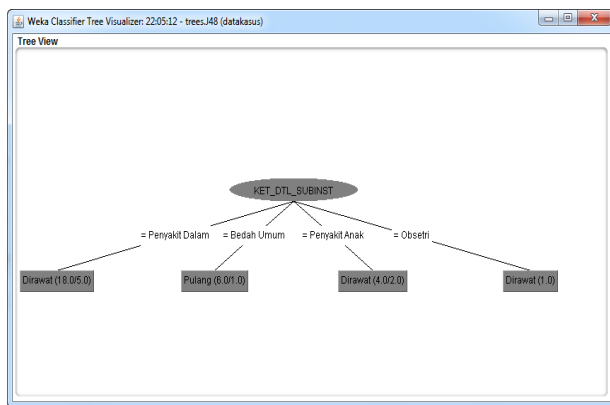 Weka Classifier Tree Visualizer: 22:05:12 - trees.J48 (datakasus)
Tree View
KET_DTL_SUBINST
= Penyakit Dalam = Bedah Umum = Penyakit Anak = Obsetri
Dirawat (18.0/5.0) Pulang (6.0/1.0) Dirawat (4.0/2.0) Dirawat (1.0)